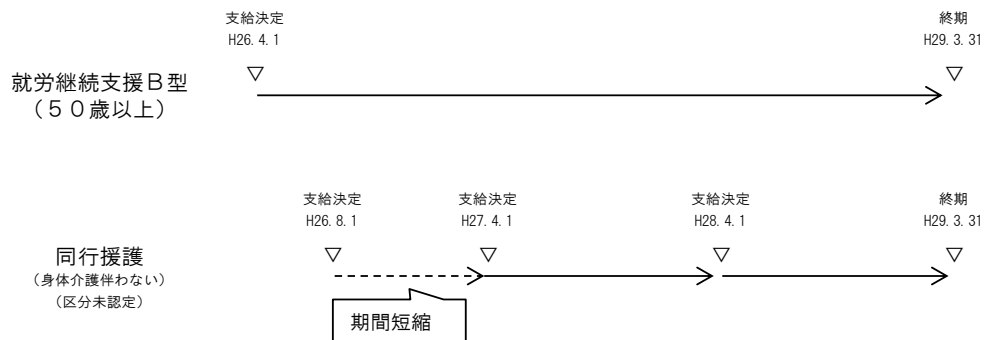 支給決定 終期
H26. 4. 1 H29. 3. 31
▽ ▽
就労継続支援Ｂ型
（５０歳以上）
支給決定 支給決定 支給決定 終期
H26. 8. 1 H27. 4. 1 H28. 4. 1 H29. 3. 31
▽ ▽ ▽ ▽
同行援護
（身体介護伴わない）
（区分未認定）
期間短縮